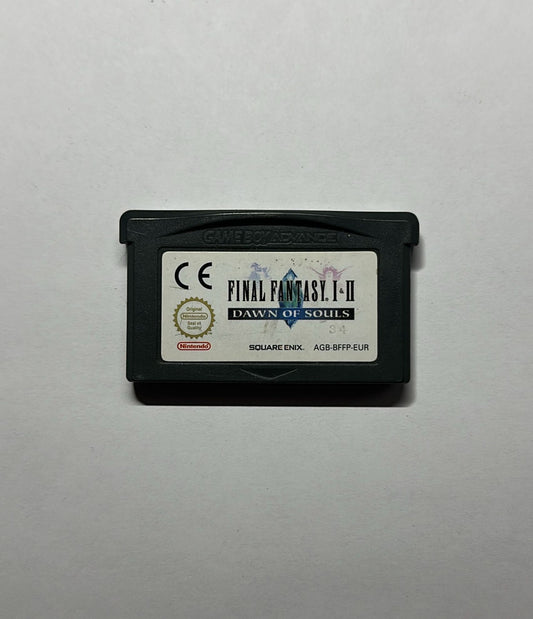 GAME BOY ADVANCE
CE
FINAL FANTASY. I & II
DAWN OF SOULS
Original
Nintendo
Seal of
Quality
34
Nintendo
SQUARE ENIX.
AGB-BFFP-EUR